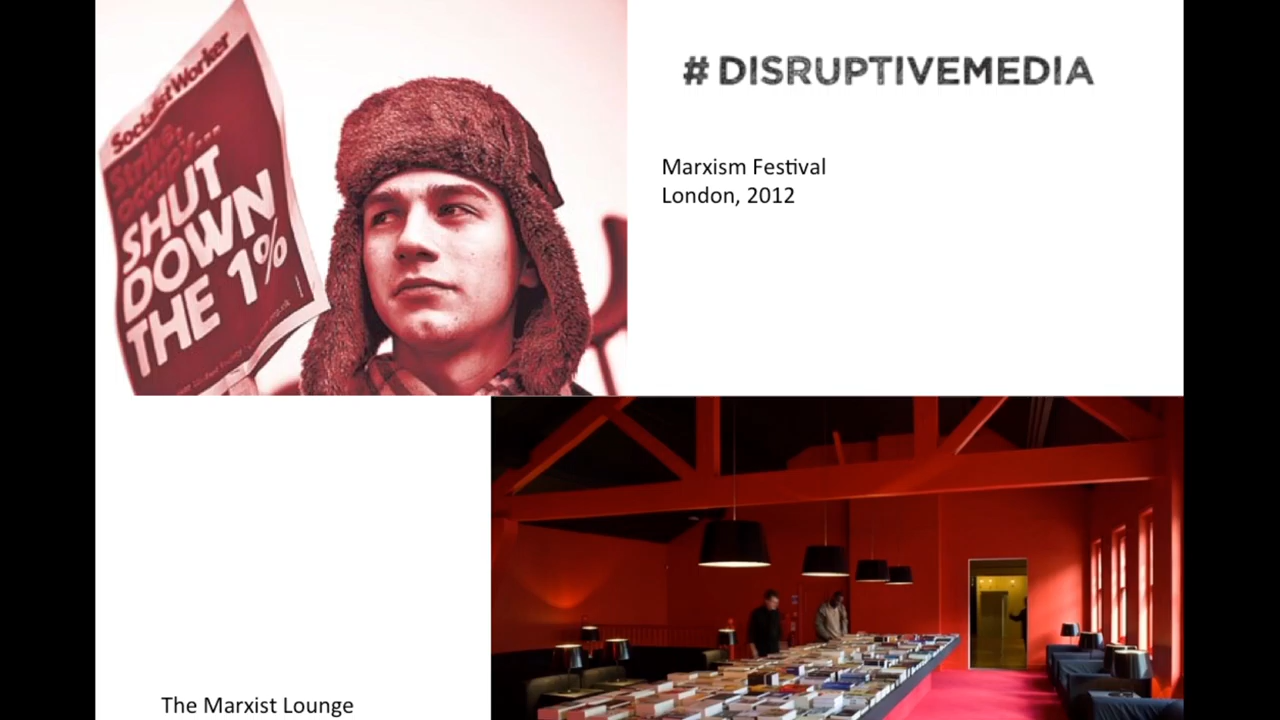 Socialist Worker
Strike,
occupy...
SHUT
DOWN
THE 1%
# DISRUPTIVEMEDIA
Marxism Festival
London, 2012
The Marxist Lounge